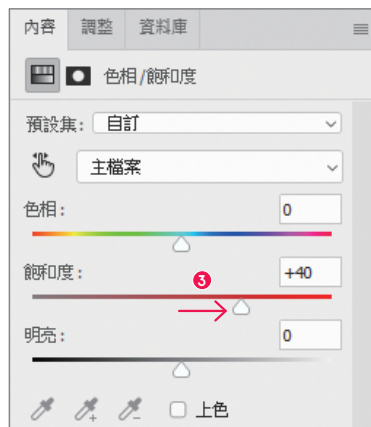 內容 調整 資料庫
色相/飽和度
預設集: 自訂
主檔案
色相: 0
飽和度: +40
3
明亮: 0
上色